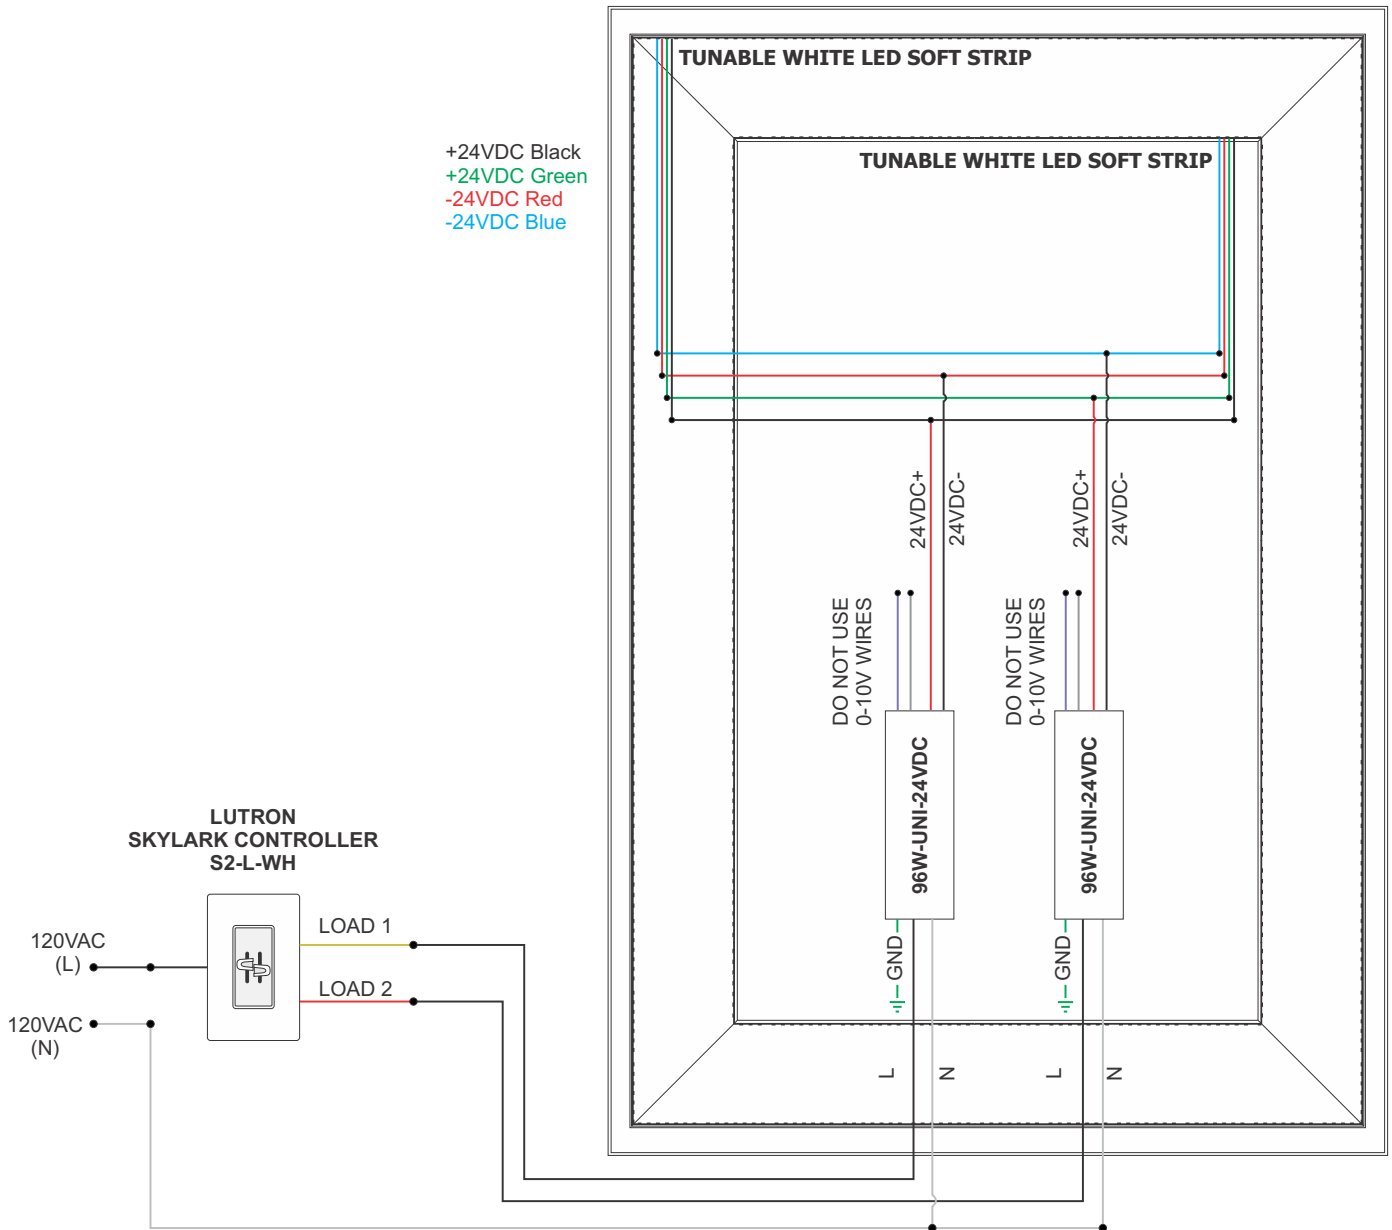 TUNABLE WHITE LED SOFT STRIP
TUNABLE WHITE LED SOFT STRIP
+24VDC Black
+24VDC Green
-24VDC Red
-24VDC Blue
24VDC+
24VDC-
24VDC+
24VDC-
DO NOT USE
0-10V WIRES
DO NOT USE
0-10V WIRES
96W-UNI-24VDC
96W-UNI-24VDC
LUTRON
SKYLARK CONTROLLER
S2-L-WH
LOAD 1
120VAC
(L)
LOAD 2
120VAC
(N)
GND
GND
L
N
L
N